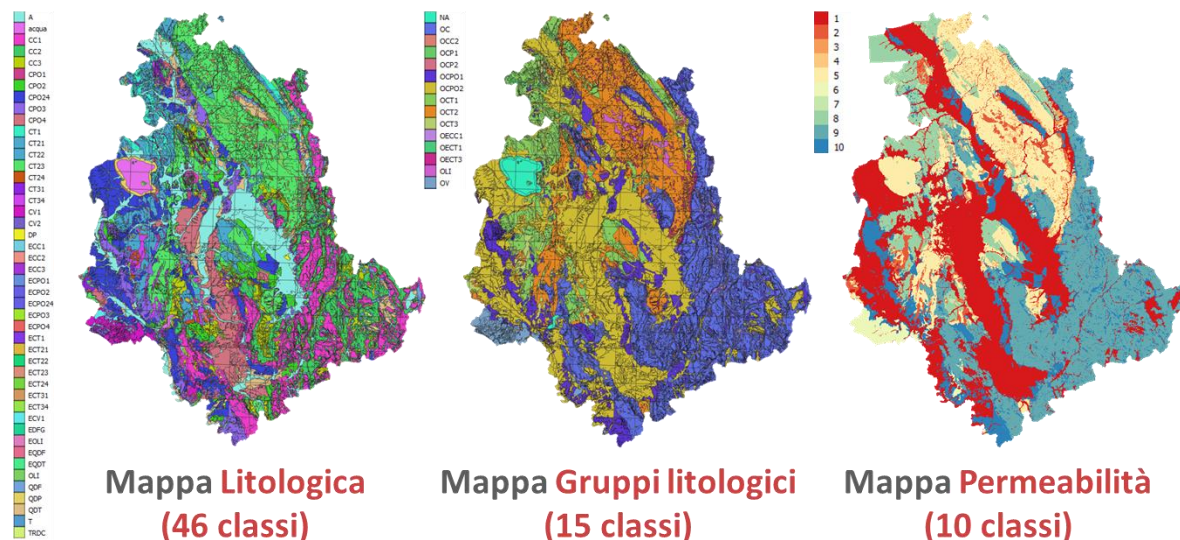 A
acqua
CC1
CC2
CC3
CPO1
CPO2
CPO24
CPO3
CPO4
CT1
CT21
CT22
CT23
CT24
CT31
CT34
CV1
CV2
DP
ECC1
ECC2
ECC3
ECPO1
ECPO2
ECPO24
ECPO3
ECPO4
ECT1
ECT21
ECT22
ECT23
ECT24
ECT31
ECT34
ECV1
EDFG
EOLI
EQDF
EQDT
OLI
QDF
QDP
QDT
T
TRDC
NA
OC
OCC2
OCP1
OCP2
OCPO1
OCPO2
OCT1
OCT2
OCT3
OECC1
OECT1
OECT3
OLI
OV
1
2
3
4
5
6
7
8
9
10
Mappa Litologica
(46 classi)
Mappa Gruppi litologici
(15 classi)
Mappa Permeabilità
(10 classi)